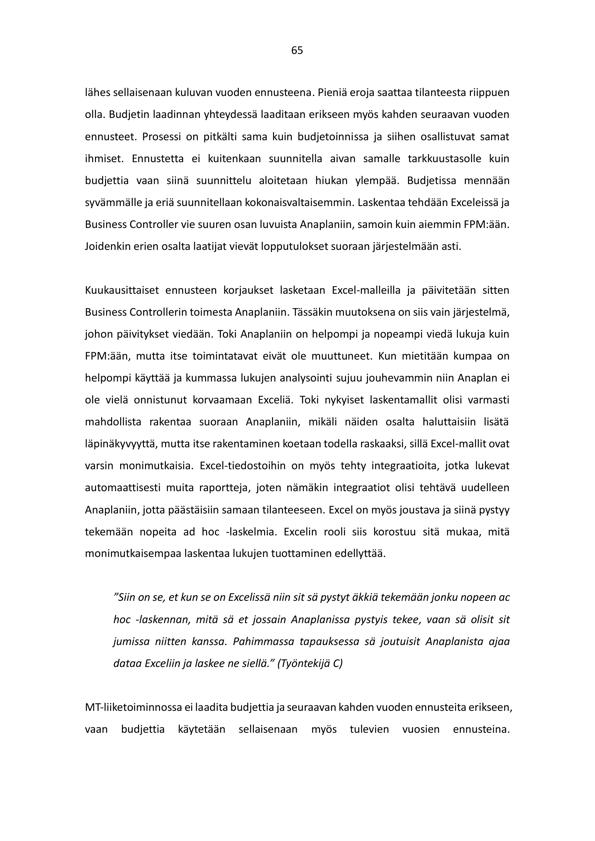 65
lähes sellaisenaan kuluvan vuoden ennusteena. Pieniä eroja saattaa tilanteesta riippuen
olla. Budjetin laadinnan yhteydessä laaditaan erikseen myös kahden seuraavan vuoden
ennusteet. Prosessi on pitkälti sama kuin budjetoinnissa ja siihen osallistuvat samat
ihmiset. Ennustetta ei kuitenkaan suunnitella aivan samalle tarkkuustasolle kuin
budjettia vaan siinä suunnittelu aloitetaan hiukan ylempää. Budjetissa mennään
syvämmälle ja eriä suunnitellaan kokonaisvaltaisemmin. Laskentaa tehdään Exceleissä ja
Business Controller vie suuren osan luvuista Anaplaniin, samoin kuin aiemmin FPM:ään.
Joidenkin erien osalta laatijat vievät lopputulokset suoraan järjestelmään asti.
Kuukausittaiset ennusteen korjaukset lasketaan Excel-malleilla ja päivitetään sitten
Business Controllerin toimesta Anaplaniin. Tässäkin muutoksena on siis vain järjestelmä,
johon päivitykset viedään. Toki Anaplaniin on helpompi ja nopeampi viedä lukuja kuin
FPM:ään, mutta itse toimintatavat eivät ole muuttuneet. Kun mietitään kumpaa on
helpompi käyttää ja kummassa lukujen analysointi sujuu jouhevammin niin Anaplan ei
ole vielä onnistunut korvaamaan Exceliä. Toki nykyiset laskentamallit olisi varmasti
mahdollista rakentaa suoraan Anaplaniin, mikäli näiden osalta haluttaisiin lisätä
läpinäkyvyyttä, mutta itse rakentaminen koetaan todella raskaaksi, sillä Excel-mallit ovat
varsin monimutkaisia. Excel-tiedostoihin on myös tehty integraatioita, jotka lukevat
automaattisesti muita raportteja, joten nämäkin integraatiot olisi tehtävä uudelleen
Anaplaniin, jotta päästäisiin samaan tilanteeseen. Excel on myös joustava ja siinä pystyy
tekemään nopeita ad hoc -laskelmia. Excelin rooli siis korostuu sitä mukaa, mitä
monimutkaisempaa laskentaa lukujen tuottaminen edellyttää.
”Siin on se, et kun se on Excelissä niin sit sä pystyt äkkiä tekemään jonku nopeen ac
hoc -laskennan, mitä sä et jossain Anaplanissa pystyis tekee, vaan sä olisit sit
jumissa niitten kanssa. Pahimmassa tapauksessa sä joutuisit Anaplanista ajaa
dataa Exceliin ja laskee ne siellä.” (Työntekijä C)
MT-liiketoiminnossa ei laadita budjettia ja seuraavan kahden vuoden ennusteita erikseen,
vaan budjettia käytetään sellaisenaan myös tulevien vuosien ennusteina.